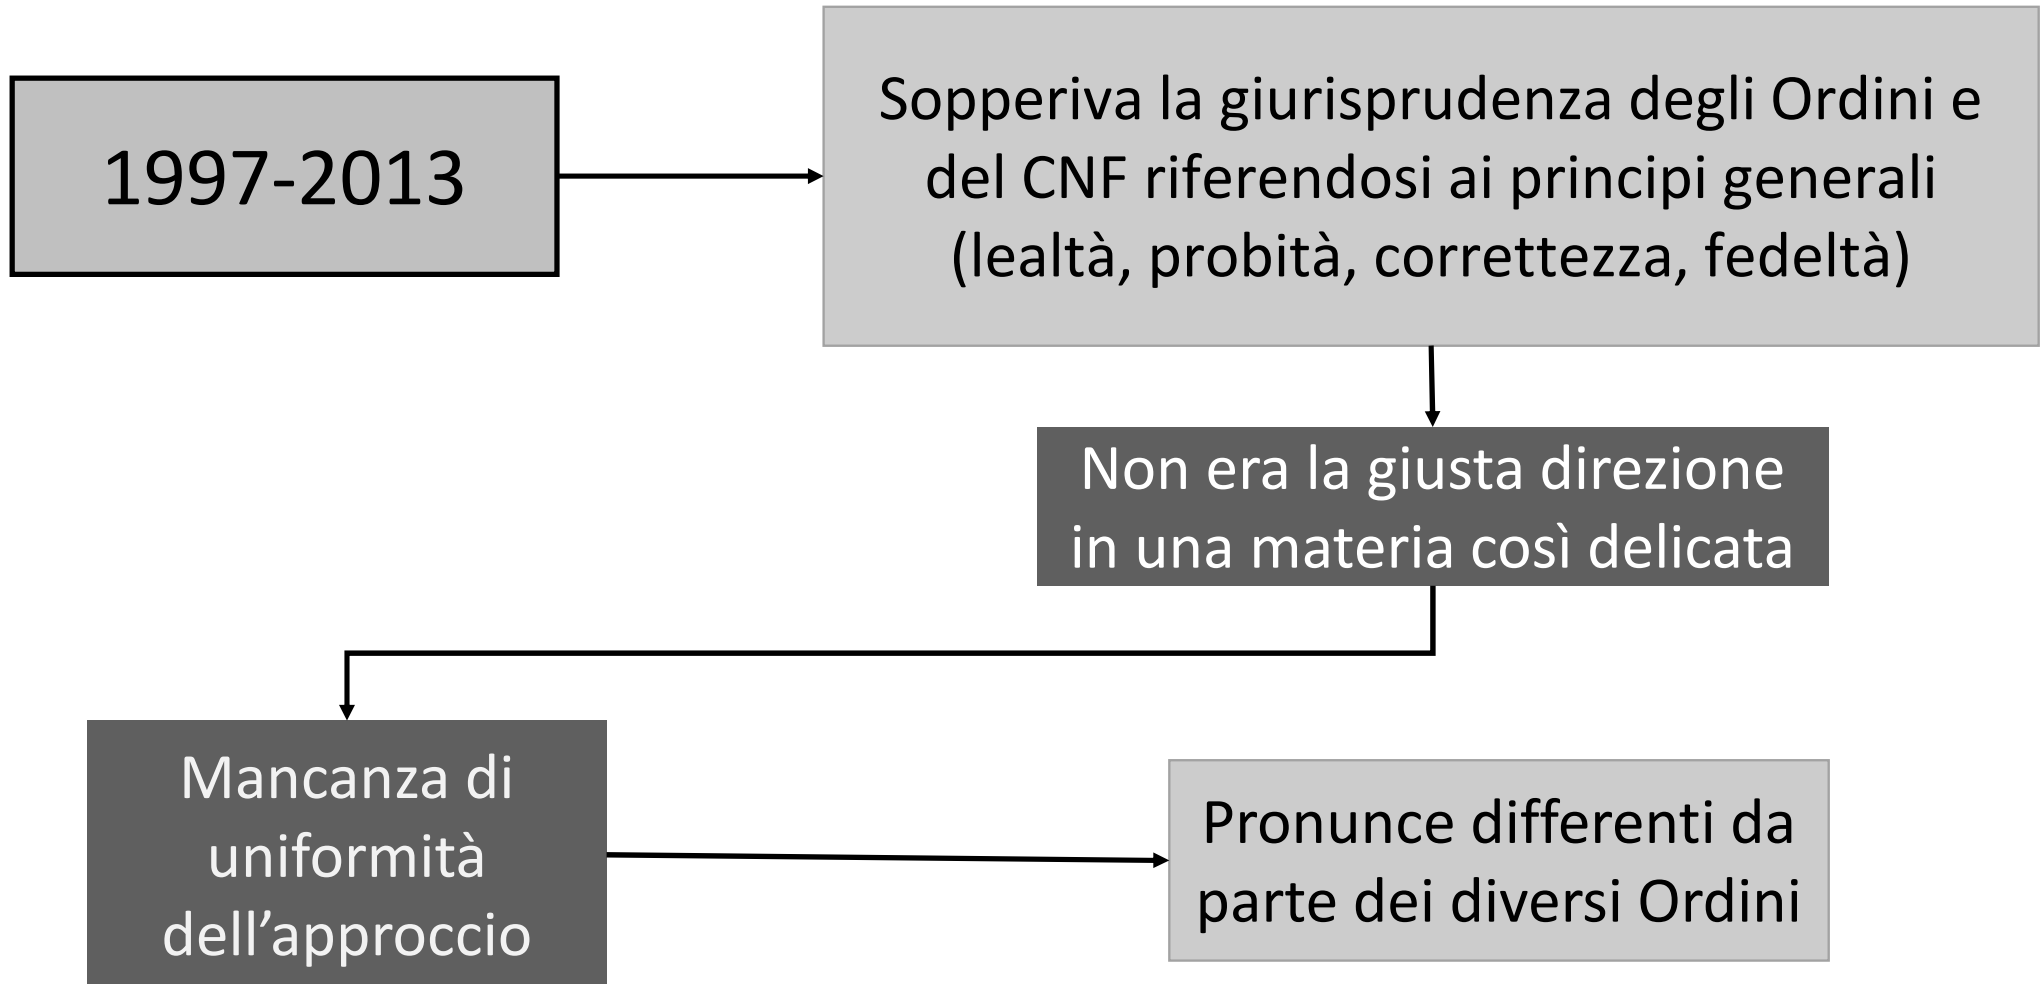 1997-2013
Sopperiva la giurisprudenza degli Ordini e
del CNF riferendosi ai principi generali
(lealtà, probità, correttezza, fedeltà)
Non era la giusta direzione
in una materia così delicata
Mancanza di
uniformità
dell’approccio
Pronunce differenti da
parte dei diversi Ordini